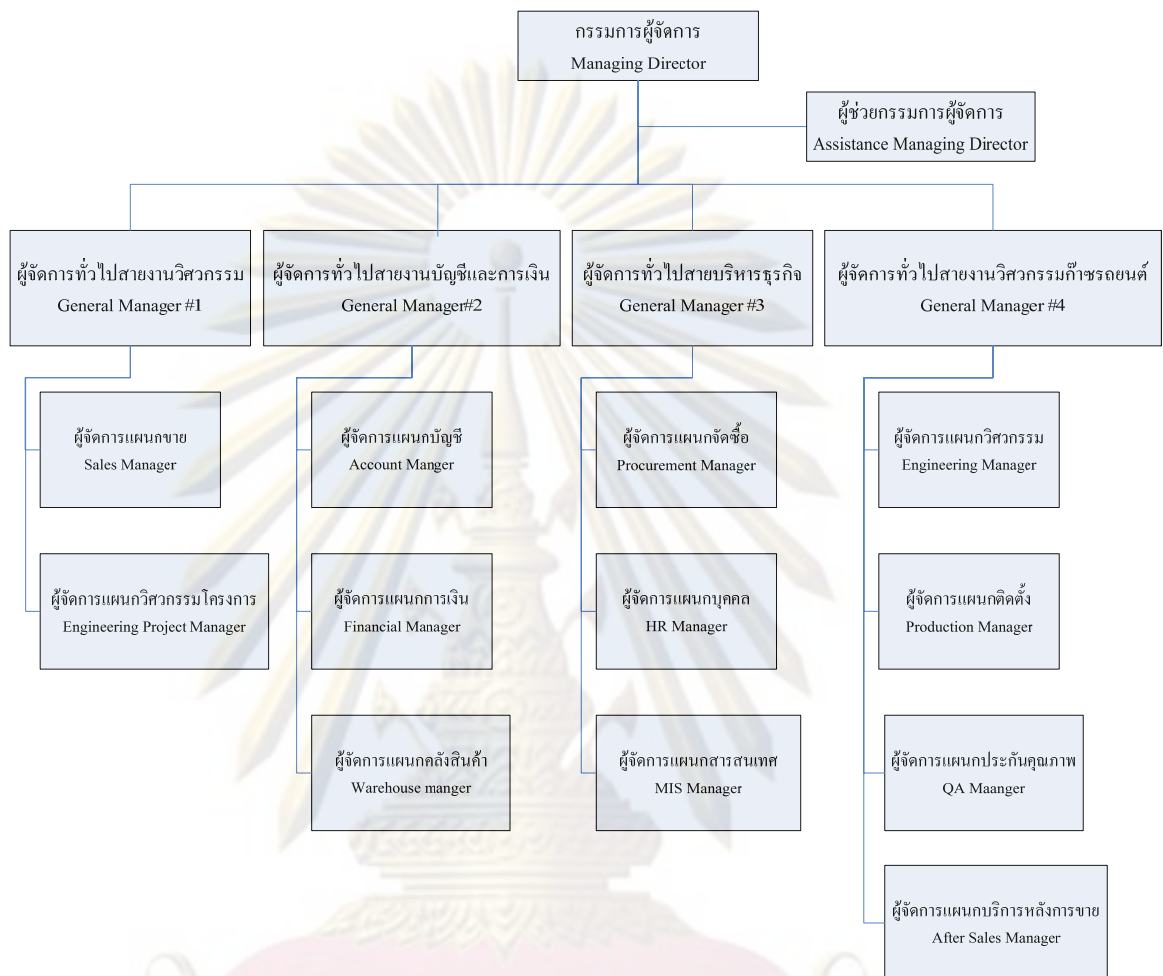 กรรมการผู้จัดการ
Managing Director
ผู้ช่วยกรรมการผู้จัดการ
Assistance Managing Director
ผู้จัดการทั่วไปสายงานวิศวกรรม
General Manager #1
ผู้จัดการทั่วไปสายงานบัญชีและการเงิน
General Manager#2
ผู้จัดการทั่วไปสายบริหารธุรกิจ
General Manager #3
ผู้จัดการทั่วไปสายงานวิศวกรรมก๊าซรถยนต์
General Manager #4
ผู้จัดการแผนกขาย
Sales Manager
ผู้จัดการแผนกวิศวกรรมโครงการ
Engineering Project Manager
ผู้จัดการแผนกบัญชี
Account Manger
ผู้จัดการแผนกการเงิน
Financial Manager
ผู้จัดการแผนกคลังสินค้า
Warehouse manger
ผู้จัดการแผนกจัดซื้อ
Procurement Manager
ผู้จัดการแผนกบุคคล
HR Manager
ผู้จัดการแผนกสารสนเทศ
MIS Manager
ผู้จัดการแผนกวิศวกรรม
Engineering Manager
ผู้จัดการแผนกติดตั้ง
Production Manager
ผู้จัดการแผนกประกันคุณภาพ
QA Maanger
ผู้จัดการแผนกบริการหลังการขาย
After Sales Manager